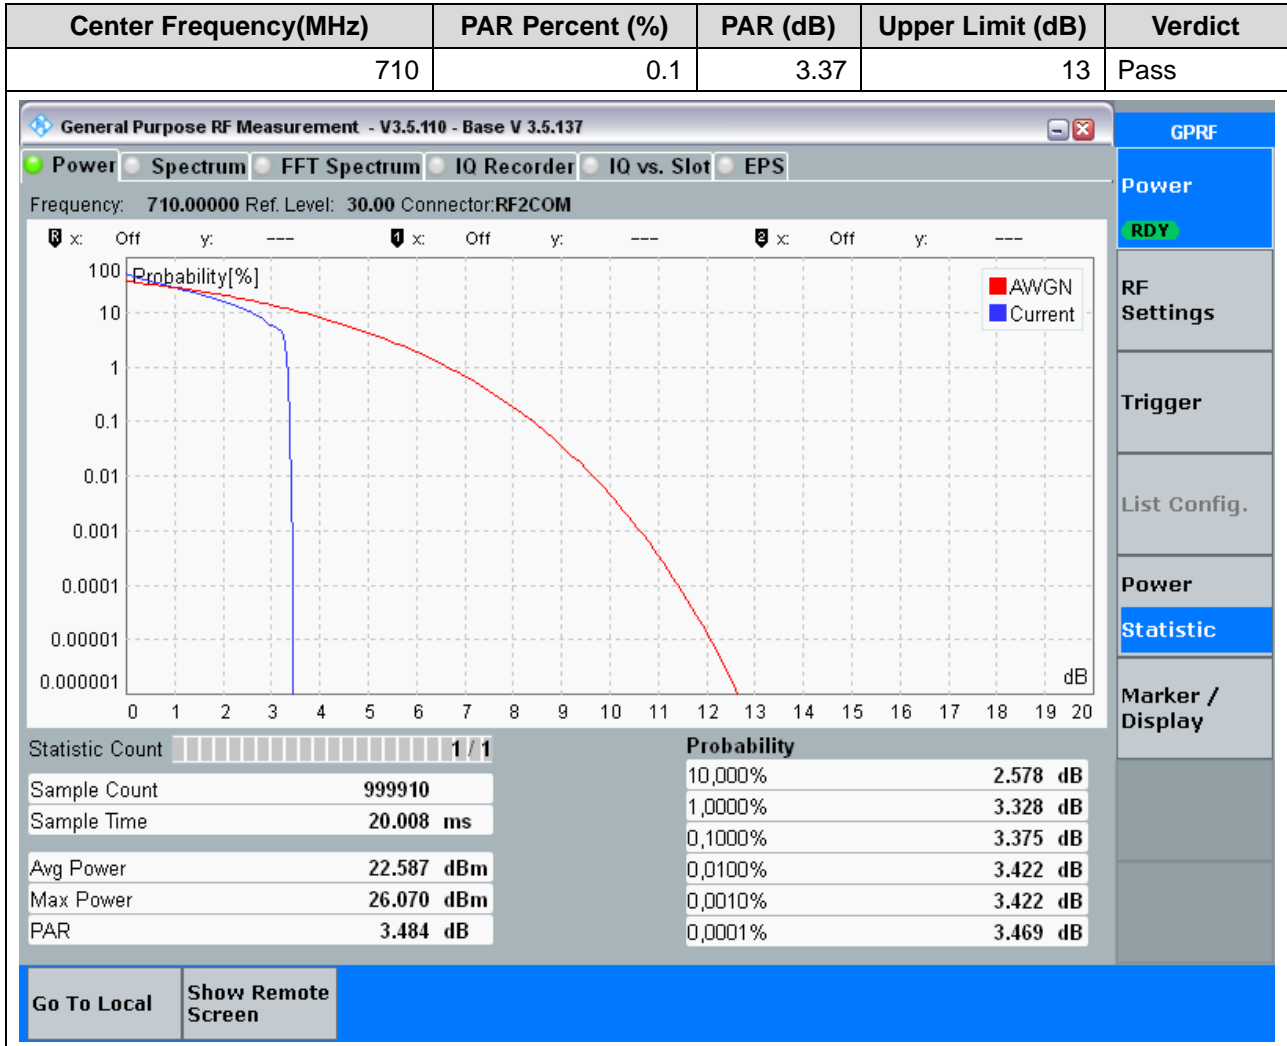 Center Frequency(MHz) PAR Percent (%) PAR (dB) Upper Limit (dB) Verdict
710 0.1 3.37 13 Pass
General Purpose RF Measurement - V3.5.110 - Base V 3.5.137
GPRF
Power Spectrum FFT Spectrum IQ Recorder IQ vs. Slot EPS
Frequency: 710.00000 Ref. Level: 30.00 Connector:RF2COM
R x: Off y: --- 1 x: Off y: --- 2 x: Off y: ---
Probability[%]
AWGN
Current
100
10
1
0.1
0.01
0.001
0.0001
0.00001
0.000001
dB
0 1 2 3 4 5 6 7 8 9 10 11 12 13 14 15 16 17 18 19 20
Statistic Count 1 / 1
Sample Count 999910
Sample Time 20.008 ms
Avg Power 22.587 dBm
Max Power 26.070 dBm
PAR 3.484 dB
Probability
10,000% 2.578 dB
1,0000% 3.328 dB
0,1000% 3.375 dB
0,0100% 3.422 dB
0,0010% 3.422 dB
0,0001% 3.469 dB
Power
RDY
RF
Settings
Trigger
List Config.
Power
Statistic
Marker /
Display
Go To Local
Show Remote
Screen